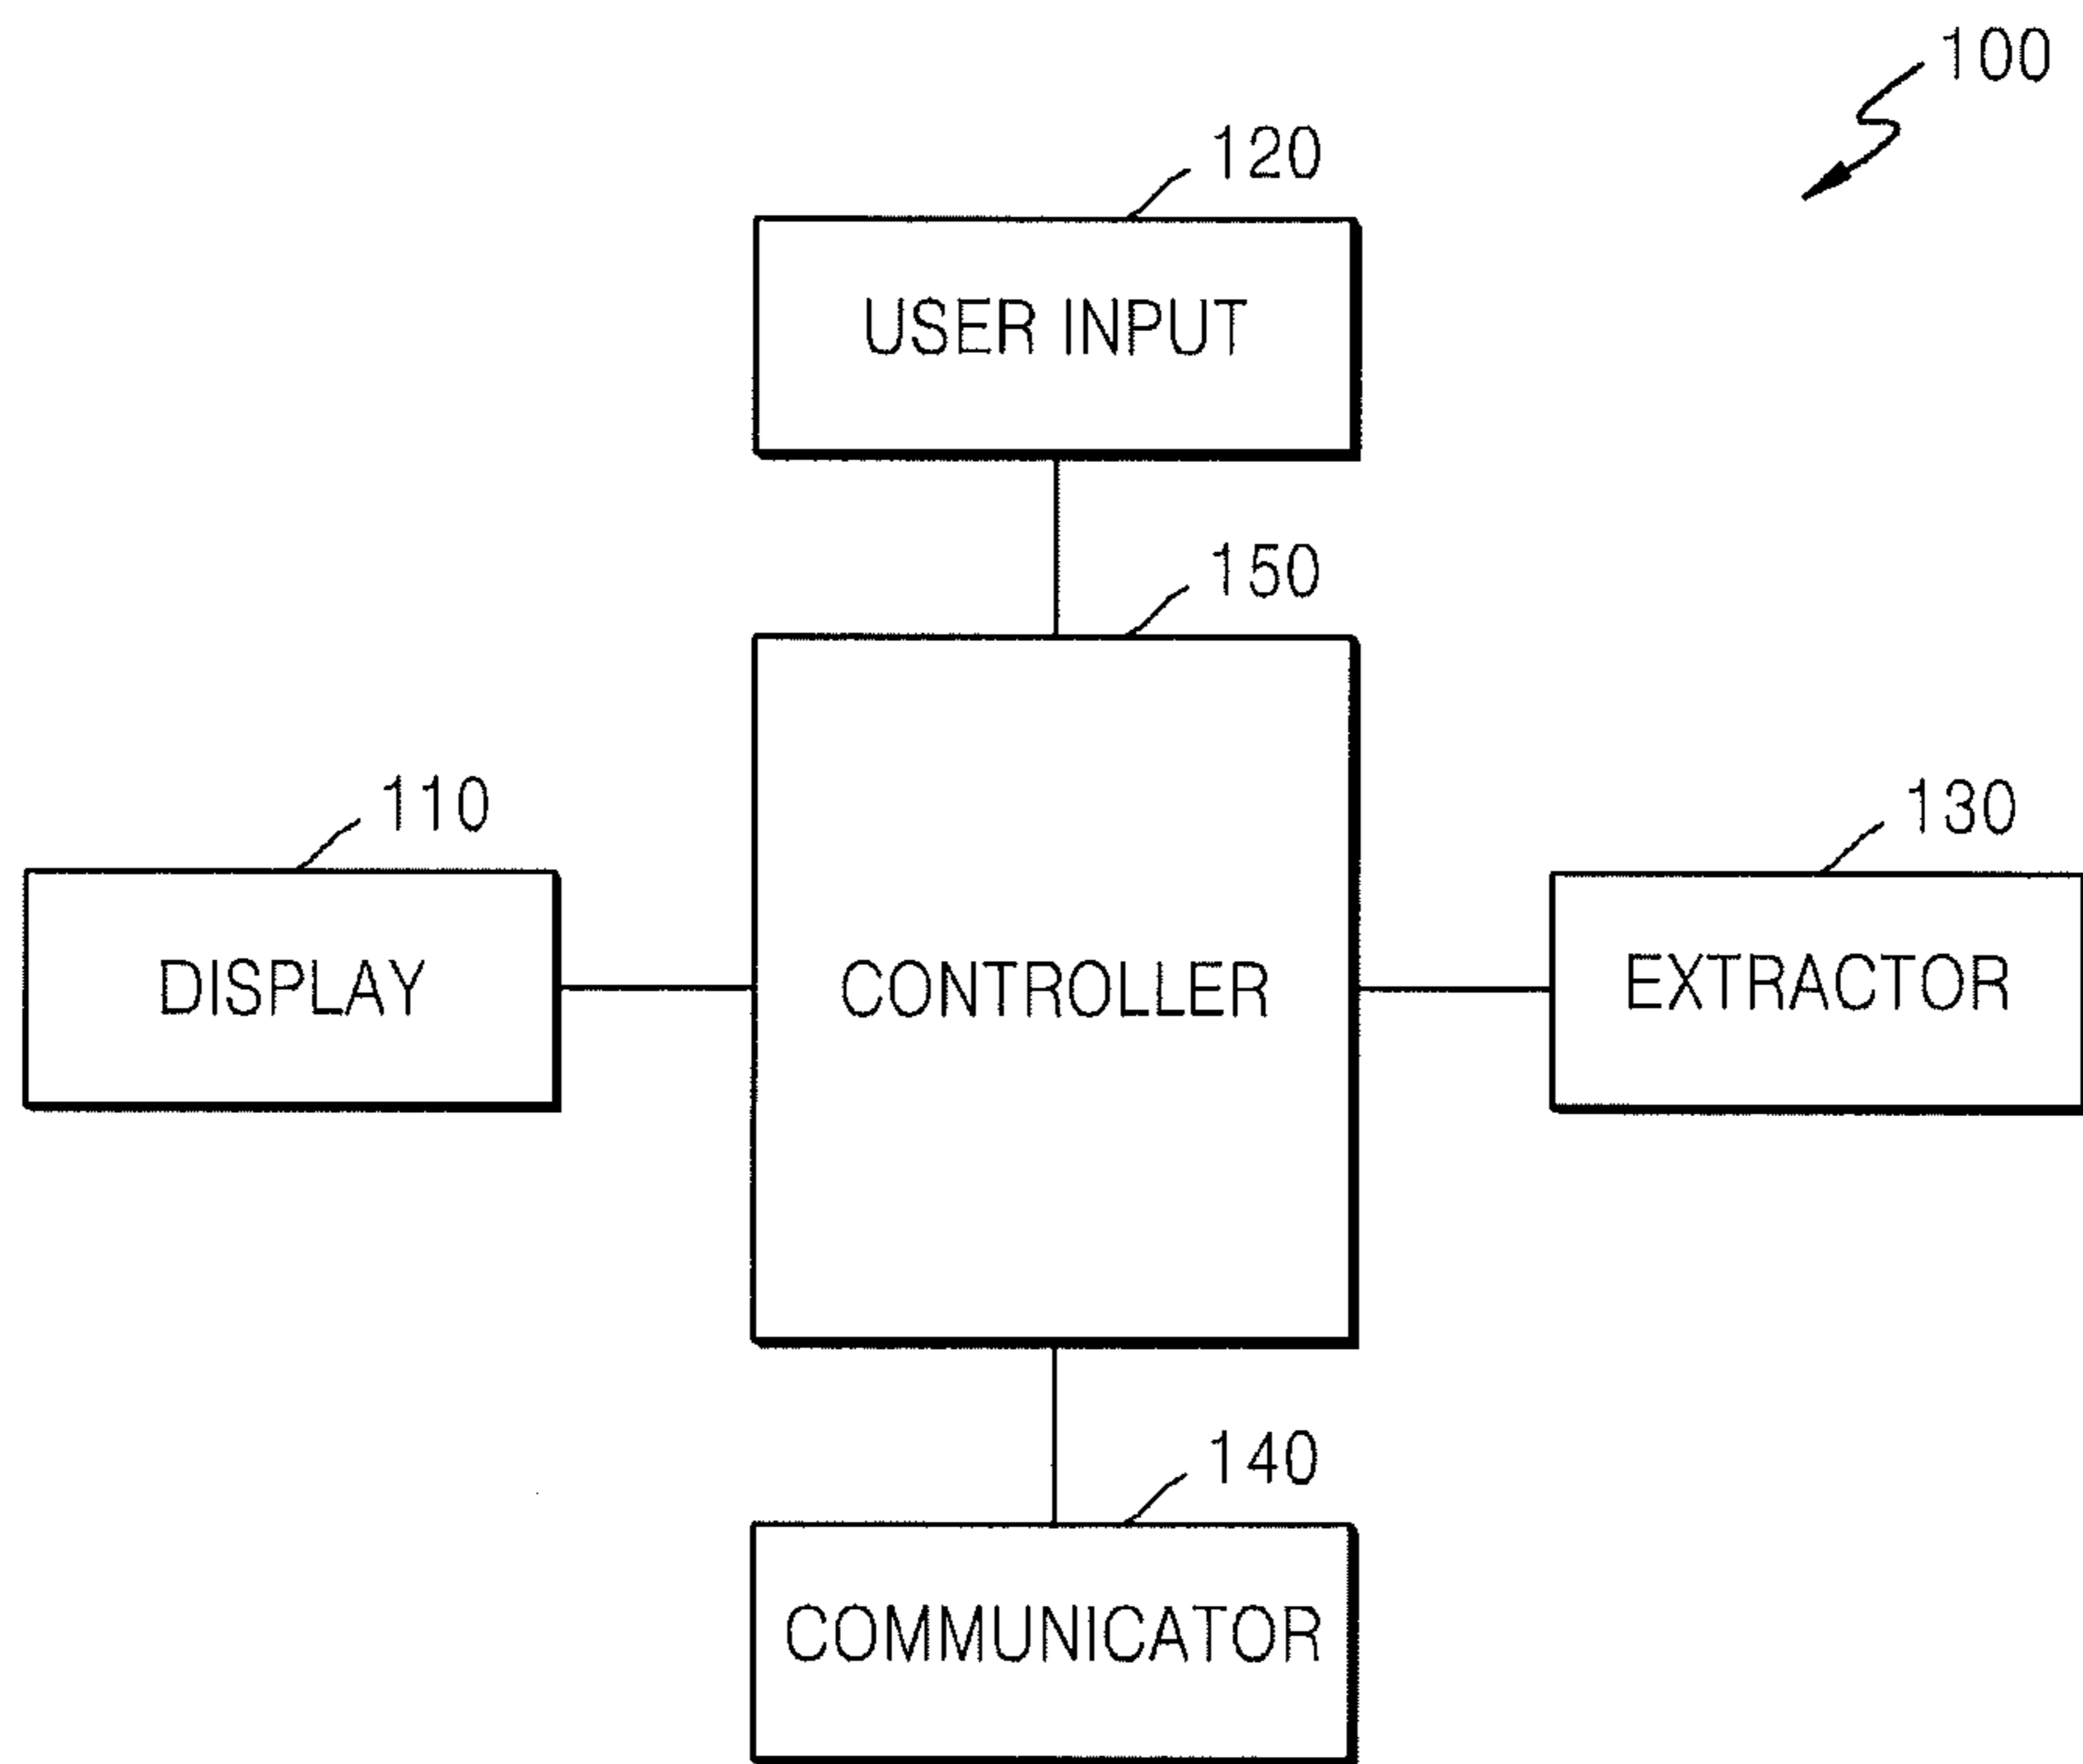 100
120
USER INPUT
150
110
130
DISPLAY
CONTROLLER
EXTRACTOR
140
COMMUNICATOR